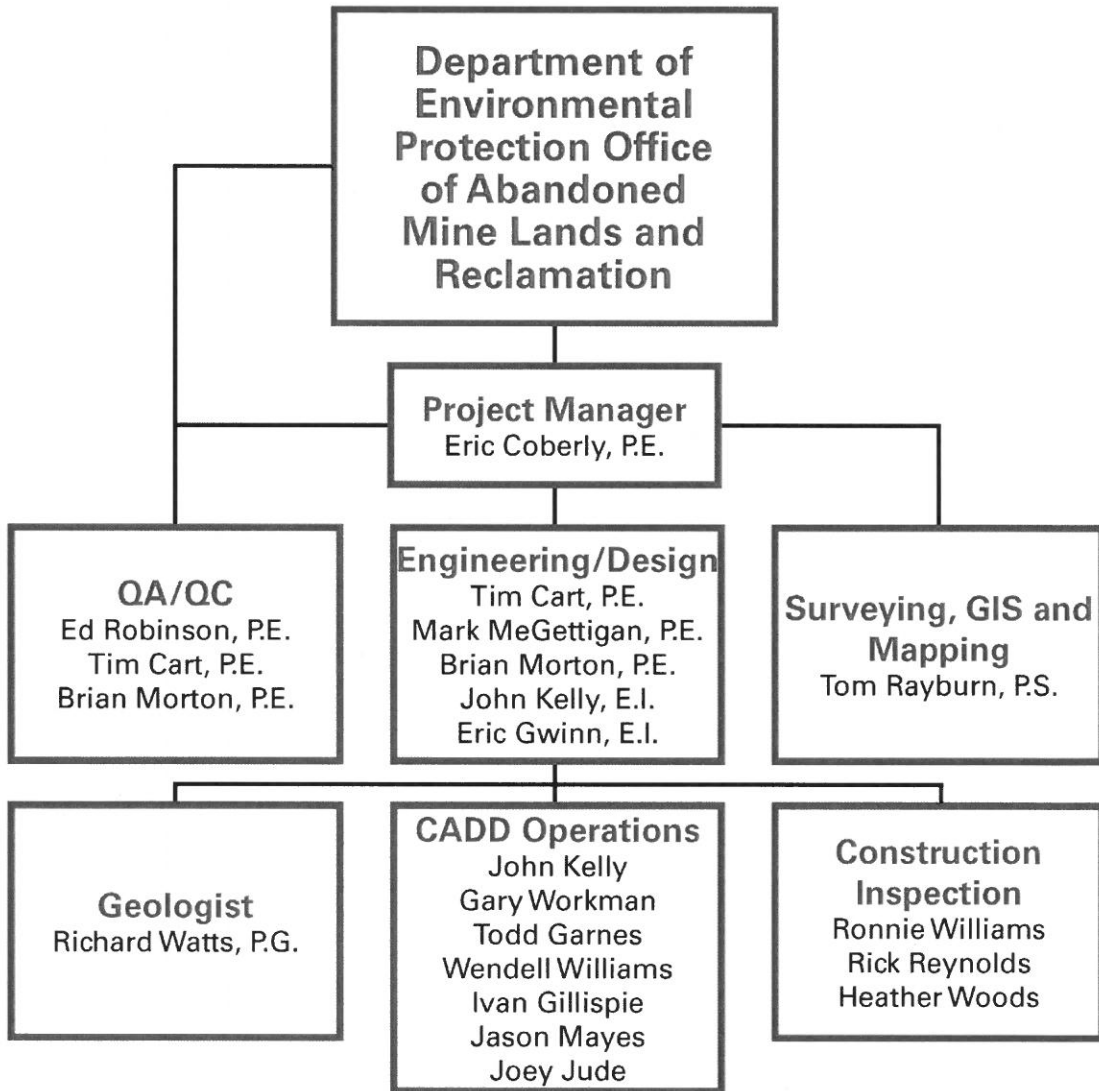 Department of
Environmental
Protection Office
of Abandoned
Mine Lands and
Reclamation
Project Manager
Eric Coberly, P.E.
QA/QC
Ed Robinson, P.E.
Tim Cart, P.E.
Brian Morton, P.E.
Engineering/Design
Tim Cart, P.E.
Mark MeGettigan, P.E.
Brian Morton, P.E.
John Kelly, E.I.
Eric Gwinn, E.I.
Surveying, GIS and
Mapping
Tom Rayburn, P.S.
Geologist
Richard Watts, P.G.
CADD Operations
John Kelly
Gary Workman
Todd Garnes
Wendell Williams
Ivan Gillispie
Jason Mayes
Joey Jude
Construction
Inspection
Ronnie Williams
Rick Reynolds
Heather Woods